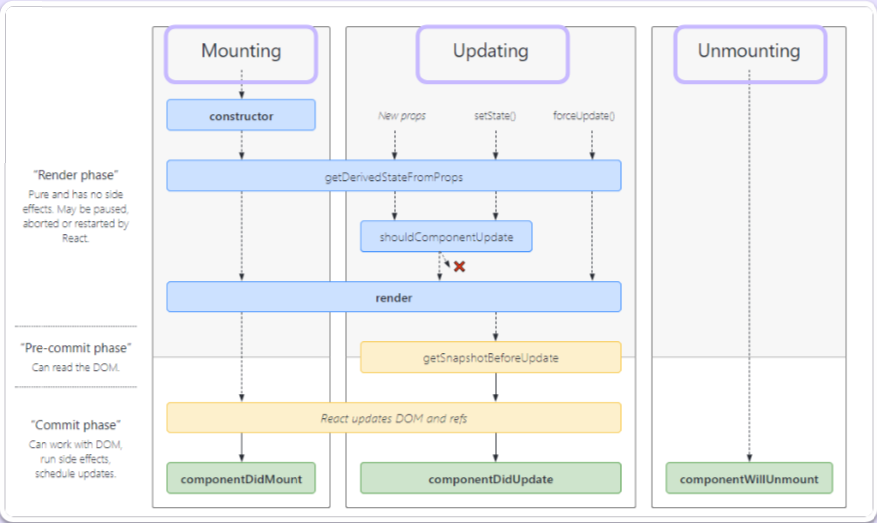 Mounting
Updating
Unmounting
constructor
New props
setState()
forceUpdate()
"Render phase"
Pure and has no side
effects. May be paused,
aborted or restarted by
React.
getDerivedStateFromProps
shouldComponentUpdate
render
"Pre-commit phase"
Can read the DOM.
getSnapshotBeforeUpdate
"Commit phase"
Can work with DOM,
run side effects,
schedule updates.
React updates DOM and refs
componentDidMount
componentDidUpdate
componentWillUnmount